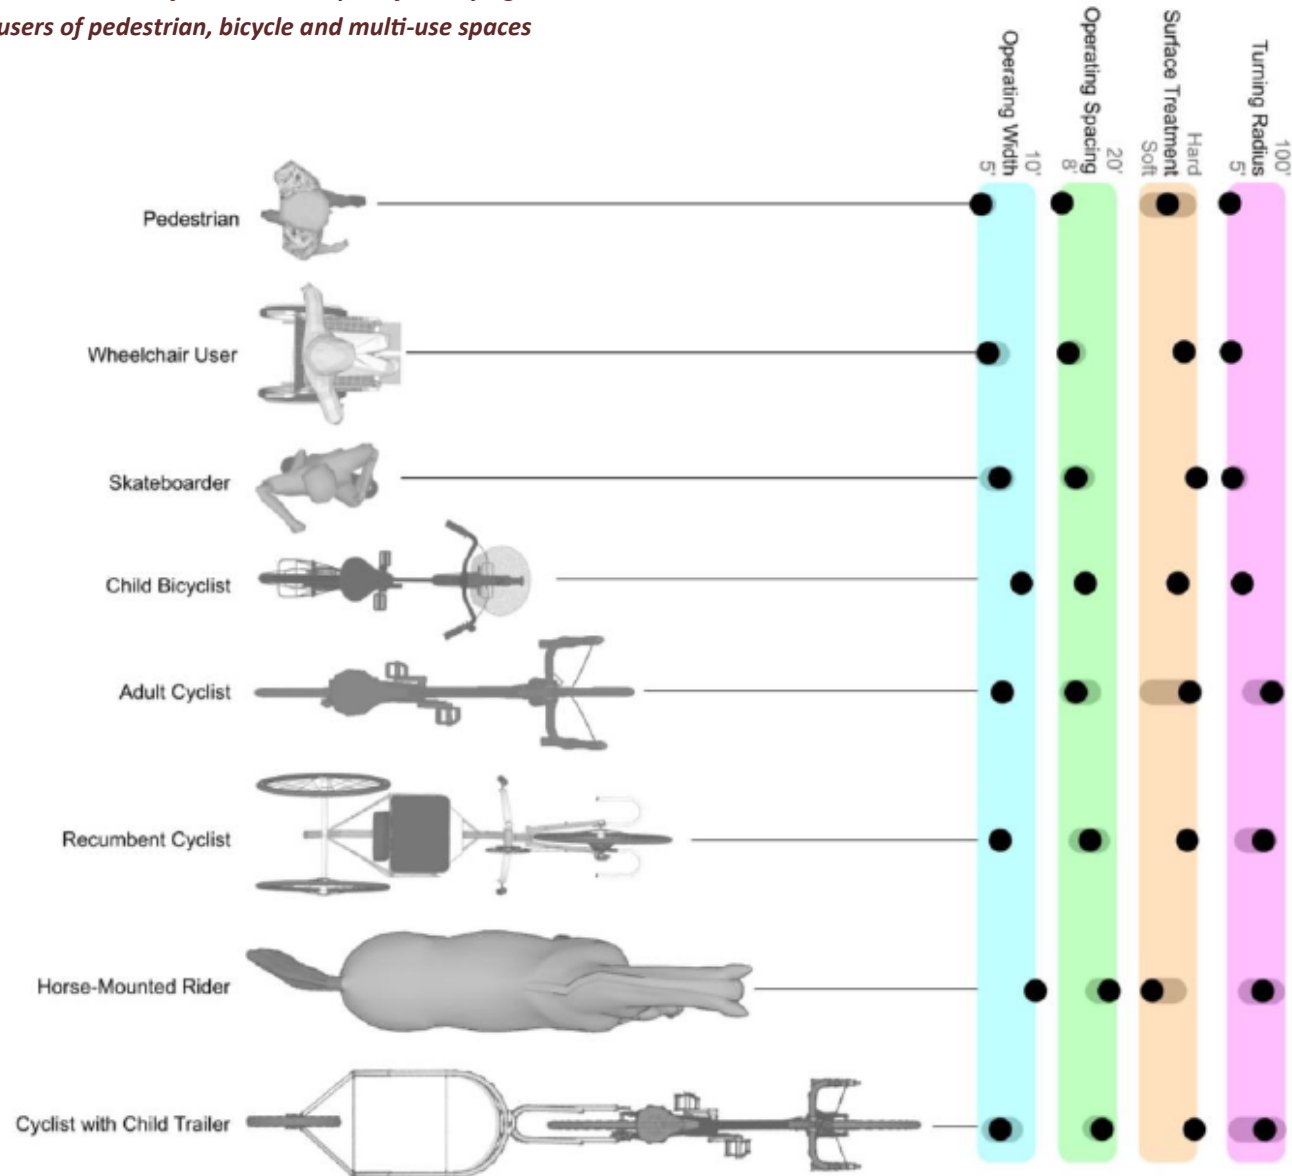 users of pedestrian, bicycle and multi-use spaces
Operating Width
5'
10'
Operating Spacing
8'
20'
Surface Treatment
Soft
Hard
Turning Radius
5'
100'
Pedestrian
Wheelchair User
Skateboarder
Child Bicyclist
Adult Cyclist
Recumbent Cyclist
Horse-Mounted Rider
Cyclist with Child Trailer